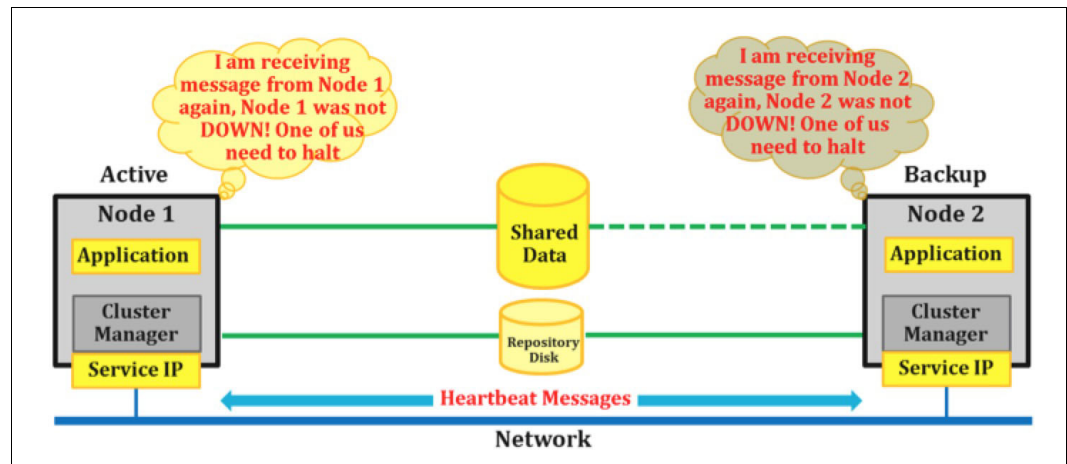 I am receiving
message from Node 1
again, Node 1 was not
DOWN! One of us
need to halt
I am receiving
message from Node 2
again, Node 2 was not
DOWN! One of us
need to halt
Active
Backup
Node 1
Application
Cluster
Manager
Service IP
Shared
Data
Repository
Disk
Node 2
Application
Cluster
Manager
Service IP
Heartbeat Messages
Network